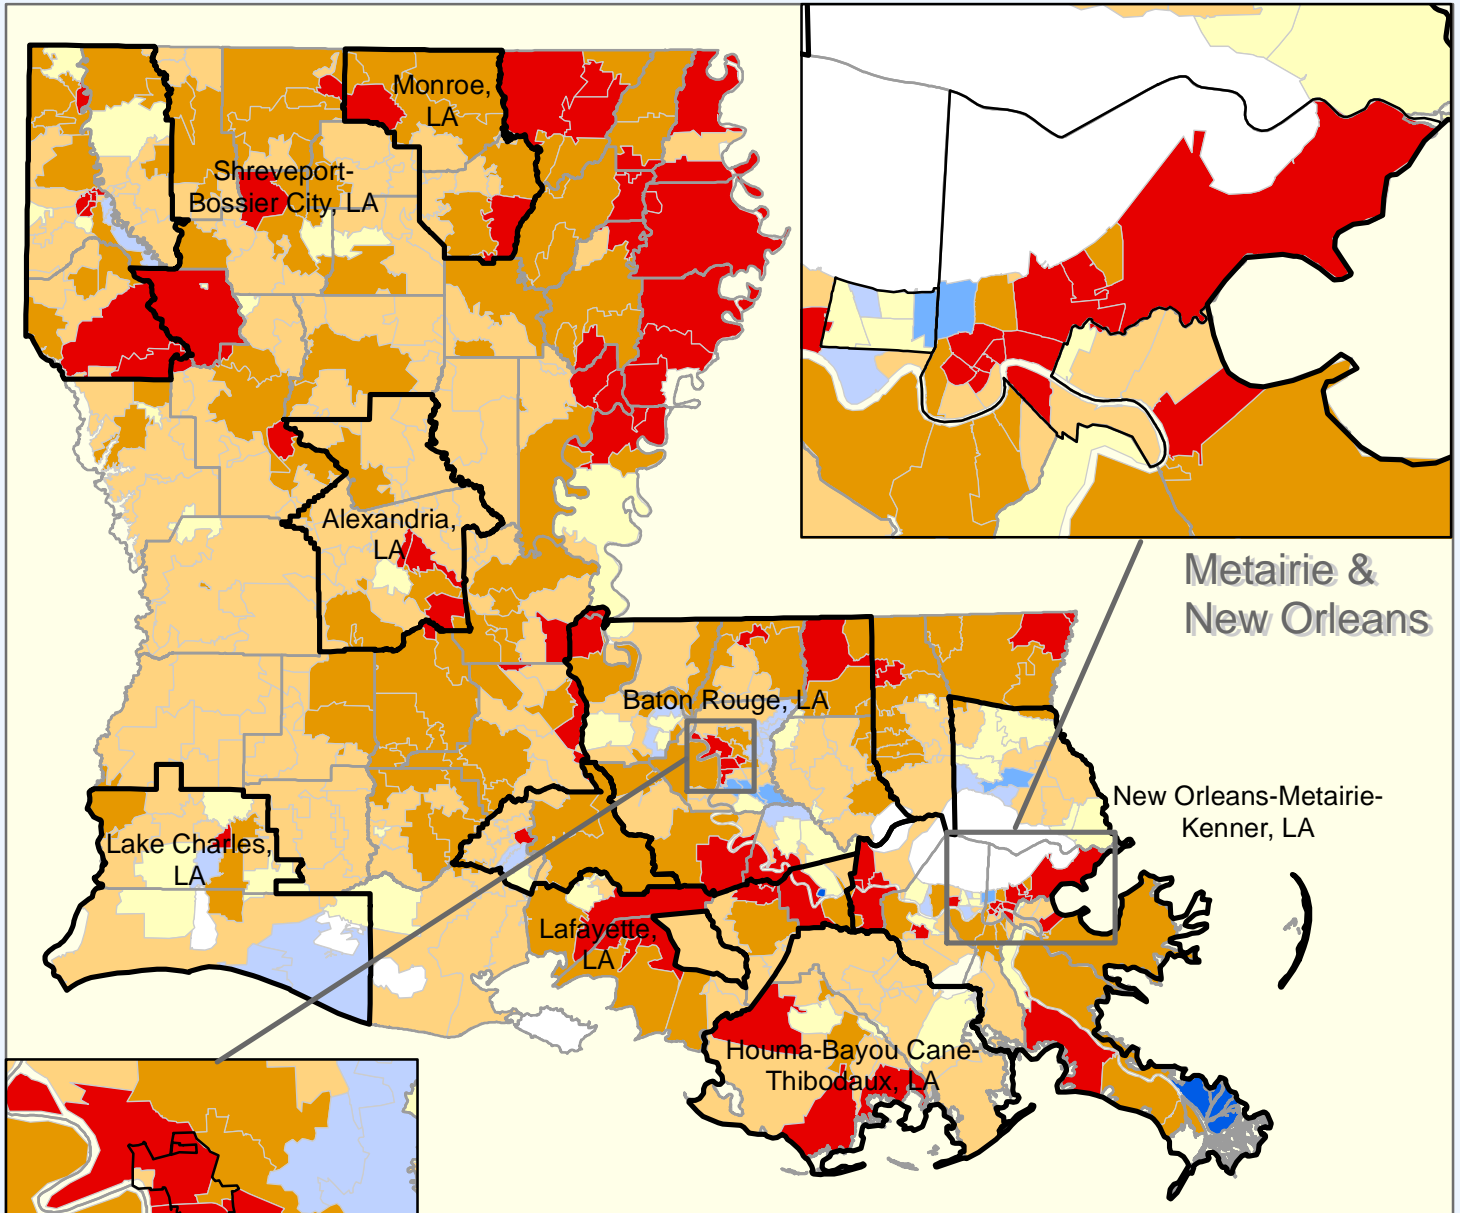 Monroe,
LA
Shreveport-
Bossier City, LA
Alexandria,
LA
Metairie &
New Orleans
Baton Rouge, LA
New Orleans-Metairie-
Kenner, LA
Lake Charles,
LA
Lafayette,
LA
Houma-Bayou Cane-
Thibodaux, LA